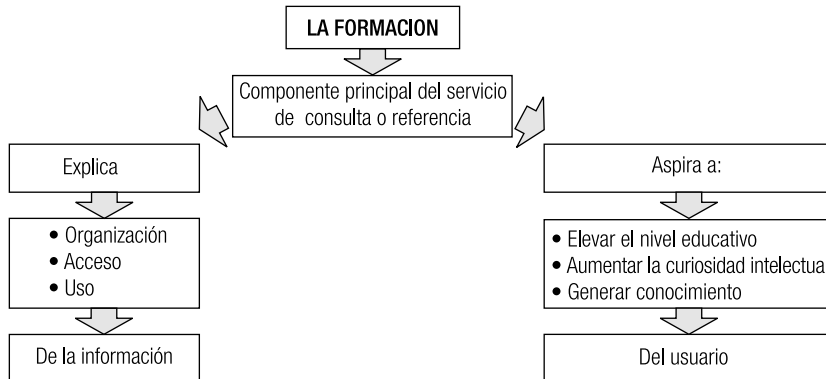 LA FORMACION
Componente principal del servicio
de consulta o referencia
Explica
• Organización
• Acceso
• Uso
De la información
Aspira a:
• Elevar el nivel educativo
• Aumentar la curiosidad intelectua
• Generar conocimiento
Del usuario